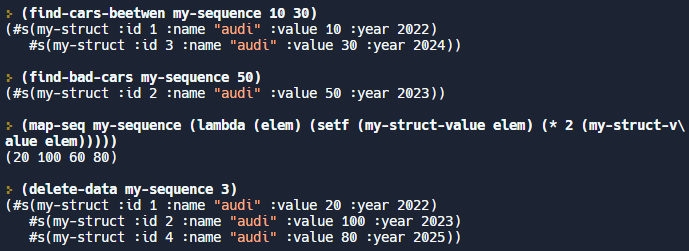 (find-cars-beetwen my-sequence 10 30)
(#s(my-struct :id 1 :name "audi" :value 10 :year 2022)
   #s(my-struct :id 3 :name "audi" :value 30 :year 2024))
(find-bad-cars my-sequence 50)
(#s(my-struct :id 2 :name "audi" :value 50 :year 2023))
(map-seq my-sequence (lambda (elem) (setf (my-struct-value elem) (* 2 (my-struct-v\
alue elem)))))
(20 100 60 80)
(delete-data my-sequence 3)
(#s(my-struct :id 1 :name "audi" :value 20 :year 2022)
   #s(my-struct :id 2 :name "audi" :value 100 :year 2023)
   #s(my-struct :id 4 :name "audi" :value 80 :year 2025))